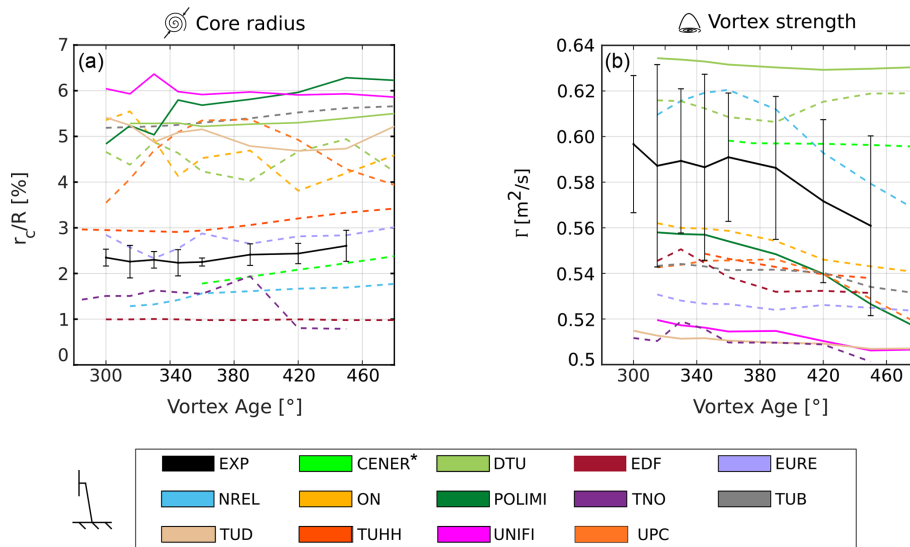 Core radius
Vortex strength
(a)
7
6
5
4
3
2
1
0
r_c/R [%]
300 340 380 420 460
Vortex Age [°]
(b)
0.64
0.62
0.60
0.58
0.56
0.54
0.52
0.5
Γ [m²/s]
300 340 380 420 460
Vortex Age [°]
EXP CENER* DTU EDF EURE
NREL ON POLIMI TNO TUB
TUD TUHH UNIFI UPC